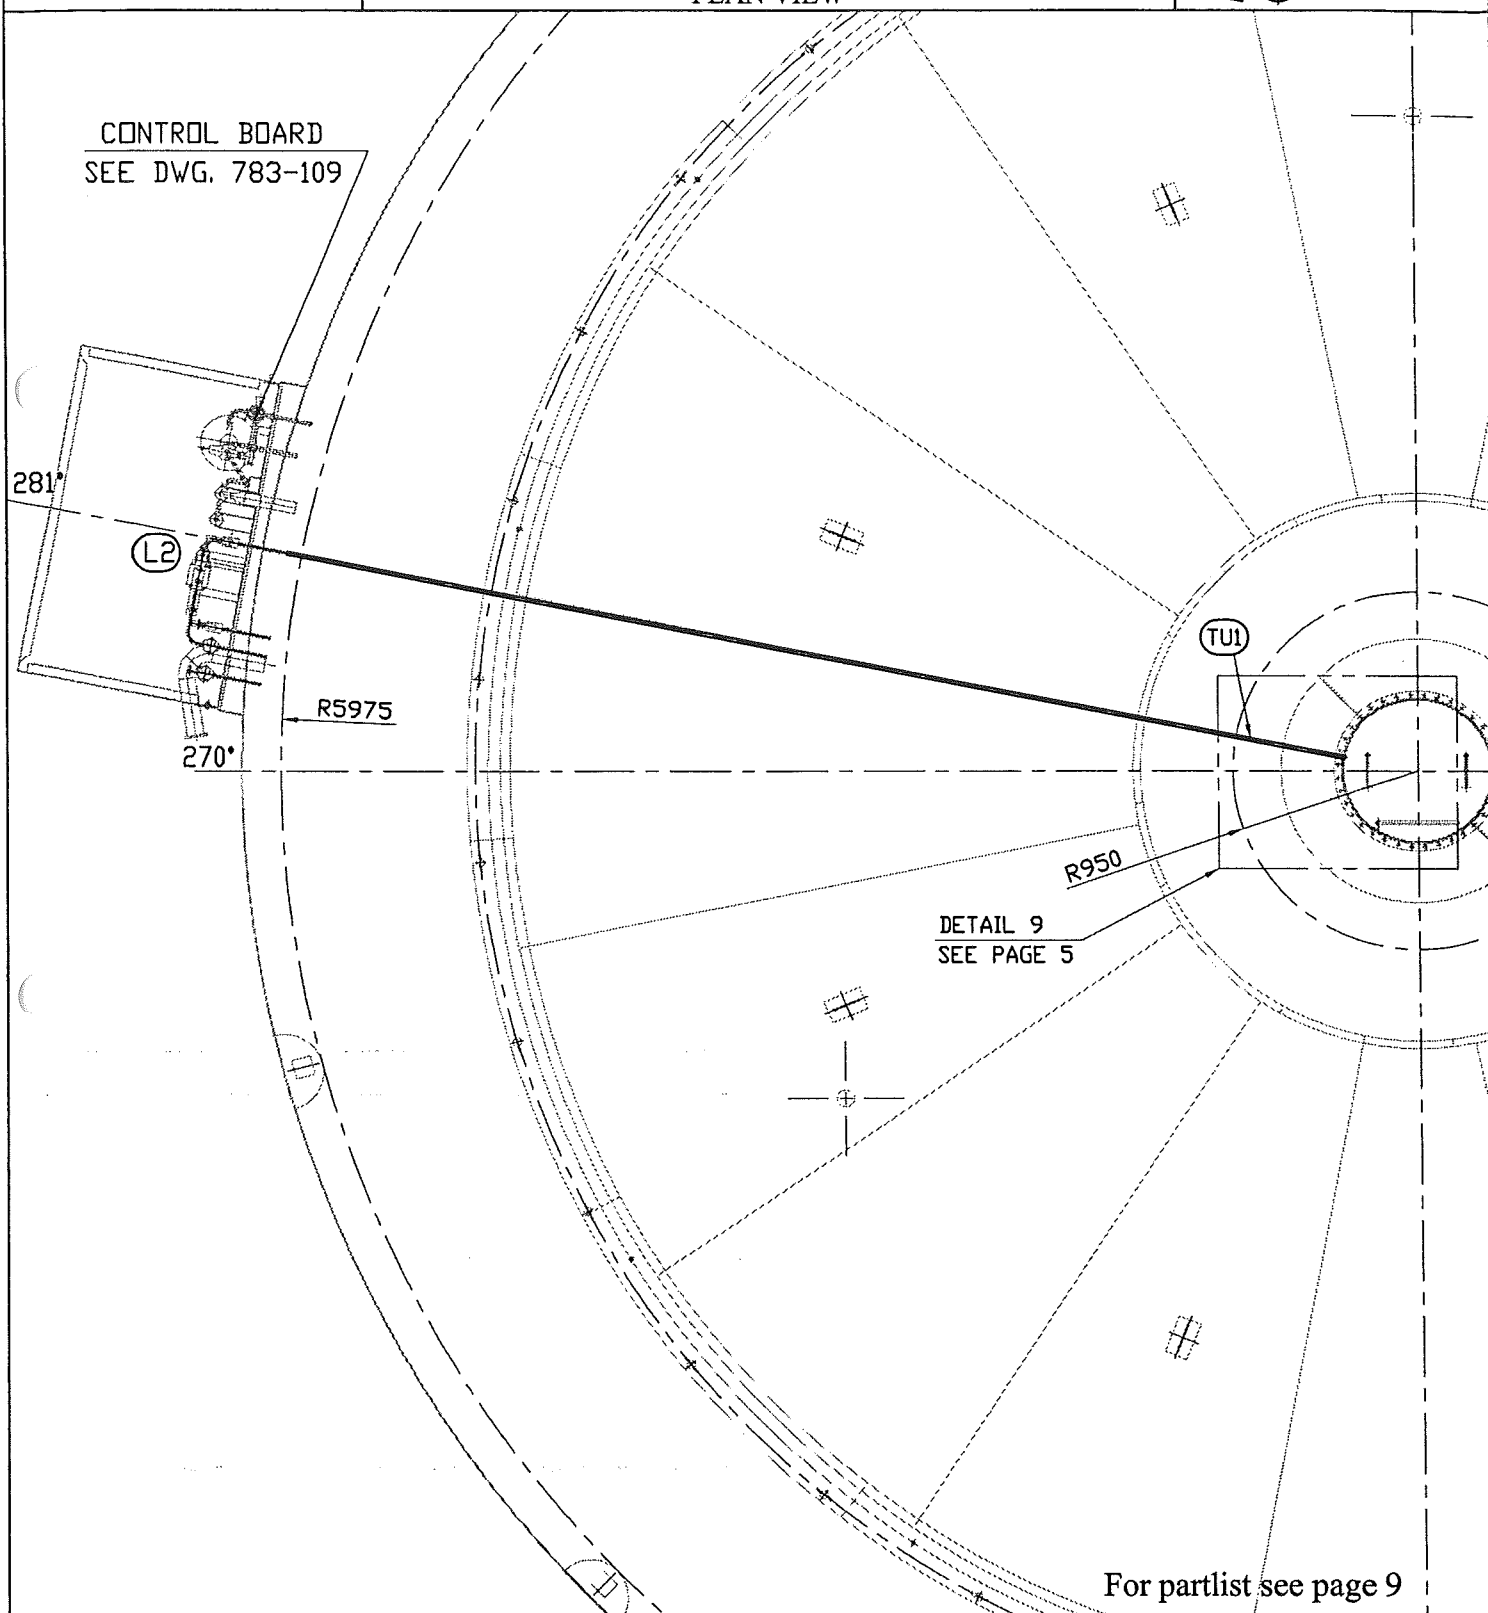 PLAN VIEW
CONTROL BOARD
SEE DWG. 783-109
281°
L2
TU1
R5975
270°
R950
DETAIL 9
SEE PAGE 5
For partlist see page 9